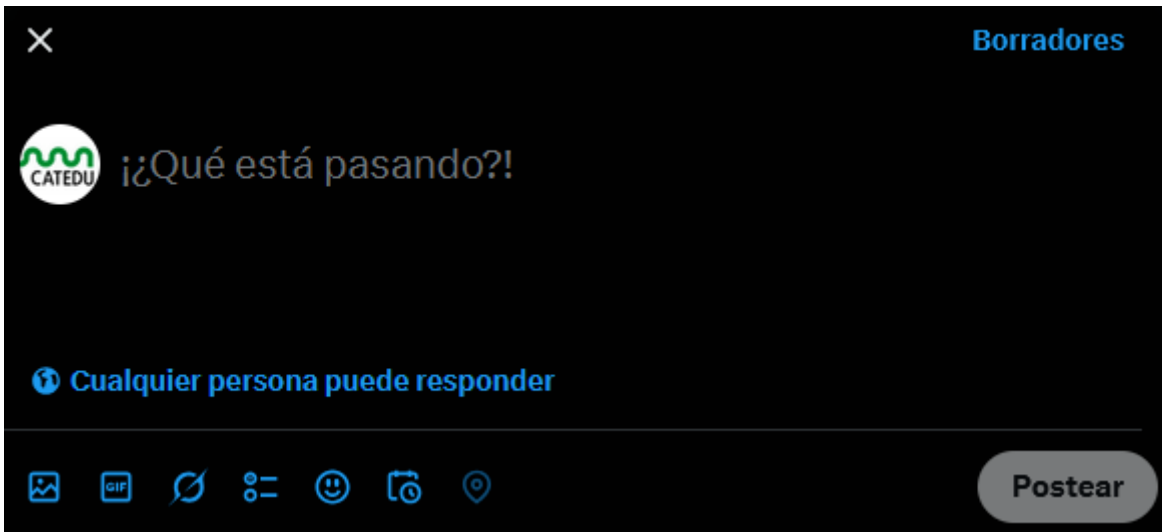 Borradores
CATEDU
¡¿Qué está pasando?!
Cualquier persona puede responder
GIF
Postear